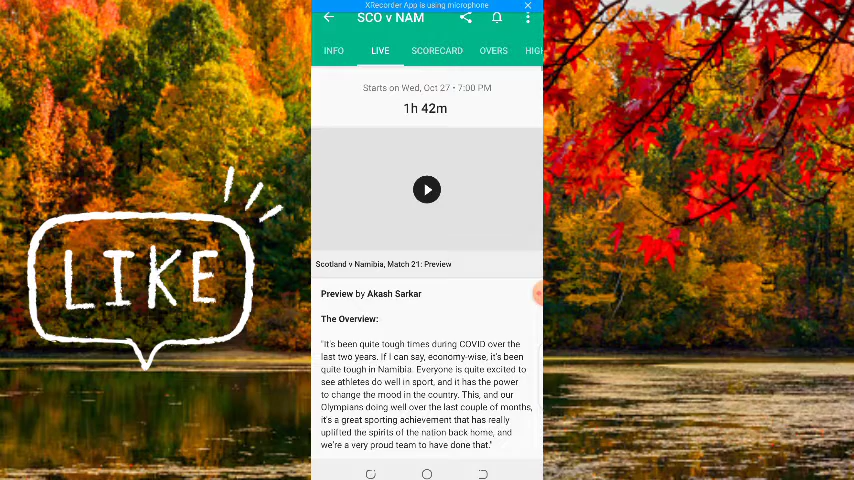 XRecorder App is using microphone
SCO v NAM
INFO LIVE SCORECARD OVERS HIGH
Starts on Wed, Oct 27 • 7:00 PM
1h 42m
Scotland v Namibia, Match 21: Preview
Preview by Akash Sarkar
The Overview:
"It's been quite tough times during COVID over the
last two years. If I can say, economy-wise, it's been
quite tough in Namibia. Everyone is quite excited to
see athletes do well in sport, and it has the power
to change the mood in the country. This, and our
Olympians doing well over the last couple of months,
it's a great sporting achievement that has really
uplifted the spirits of the nation back home, and
we're a very proud team to have done that."
LIKE